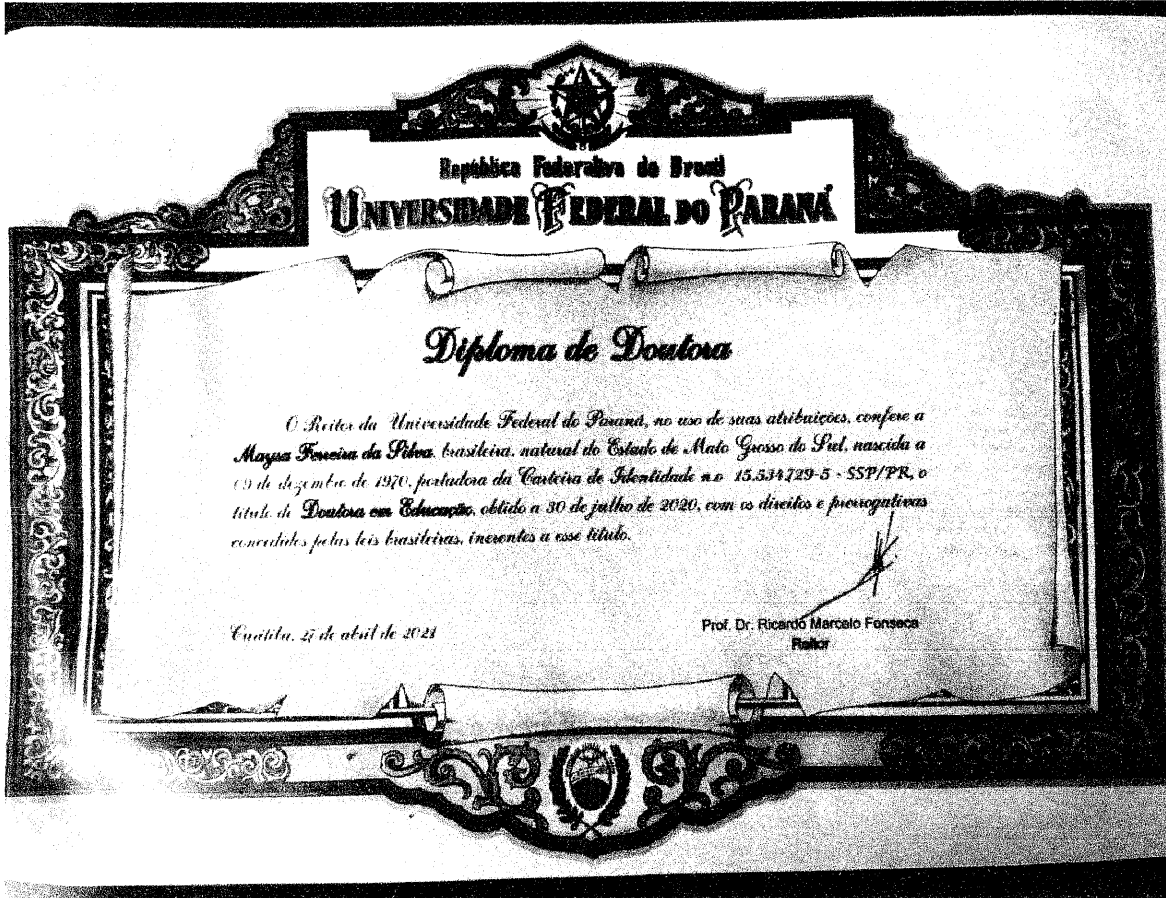 República Federativa do Brasil
UNIVERSIDADE FEDERAL DO PARANÁ
Diploma de Doutora
O Reitor da Universidade Federal do Paraná, no uso de suas atribuições, confere a
Maysa Ferreira da Silva, brasileira, natural do Estado de Mato Grosso do Sul, nascida a
09 de dezembro de 1970, portadora da Carteira de Identidade n.o 15.534.729-5 - SSP/PR, o
título de Doutora em Educação, obtido a 30 de julho de 2020, com os direitos e prerrogativas
concedidos pelas leis brasileiras, inerentes a esse título.
Curitiba, 27 de abril de 2021
Prof. Dr. Ricardo Marcelo Fonseca
Reitor